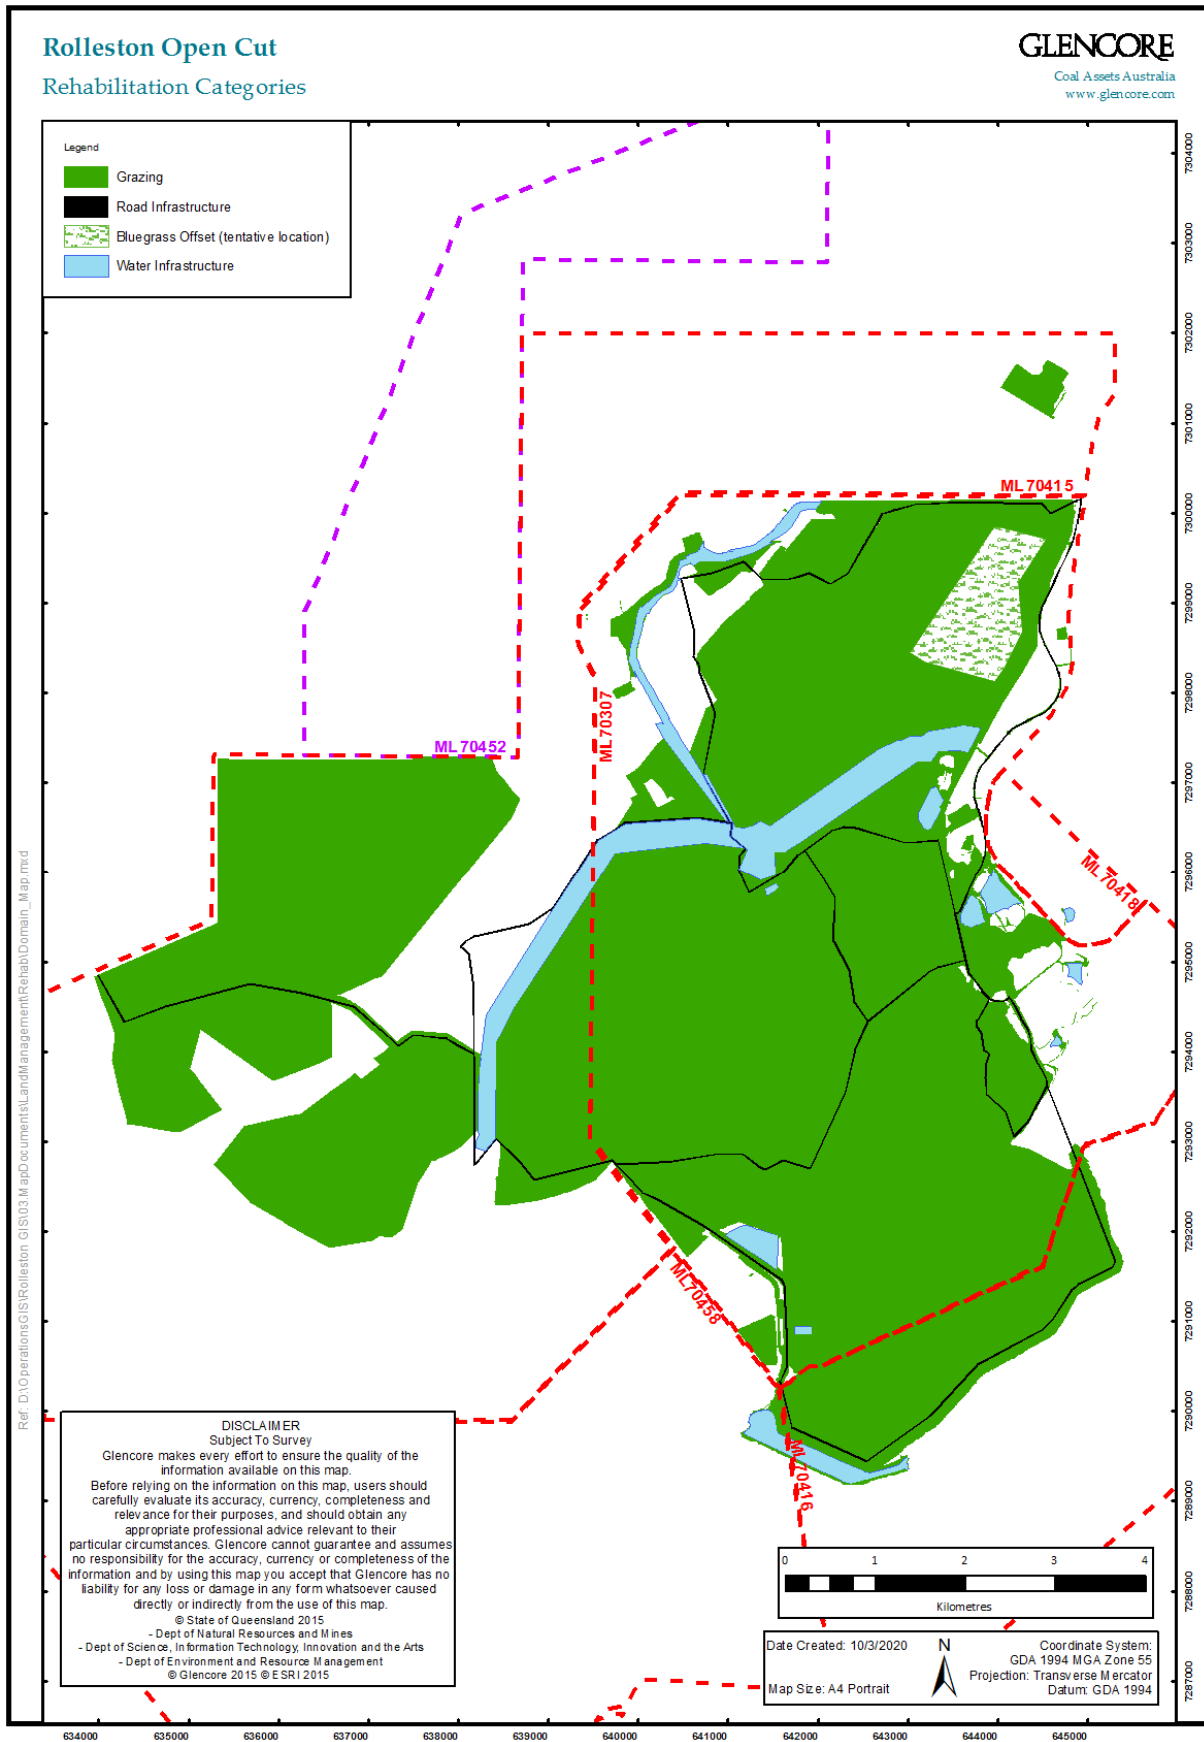 Rolleston Open Cut
Rehabilitation Categories
GLENCORE
Coal Assets Australia
www.glencore.com
Legend
Grazing
Road Infrastructure
Bluegrass Offset (tentative location)
Water Infrastructure
ML70415
ML70307
ML70452
ML70418
ML70458
ML70416
7304000
7303000
7302000
7301000
7300000
7299000
7298000
7297000
7296000
7295000
7294000
7293000
7292000
7291000
7290000
7289000
7288000
7287000
Ref: D:\OperationsGIS\Rolleston GIS\03.MapDocuments\LandManagement\Rehab\Domain_Map.mxd
DISCLAIMER
Subject To Survey
Glencore makes every effort to ensure the quality of the
information available on this map.
Before relying on the information on this map, users should
carefully evaluate its accuracy, currency, completeness and
relevance for their purposes, and should obtain any
appropriate professional advice relevant to their
particular circumstances. Glencore cannot guarantee and assumes
no responsibility for the accuracy, currency or completeness of the
information and by using this map you accept that Glencore has no
liability for any loss or damage in any form whatsoever caused
directly or indirectly from the use of this map.
© State of Queensland 2015
- Dept of Natural Resources and Mines
- Dept of Science, Information Technology, Innovation and the Arts
- Dept of Environment and Resource Management
© Glencore 2015 © ESRI 2015
0 1 2 3 4
Kilometres
Date Created: 10/3/2020
Map Size: A4 Portrait
N
Coordinate System:
GDA 1994 MGA Zone 55
Projection: Transverse Mercator
Datum: GDA 1994
634000 635000 636000 637000 638000 639000 640000 641000 642000 643000 644000 645000